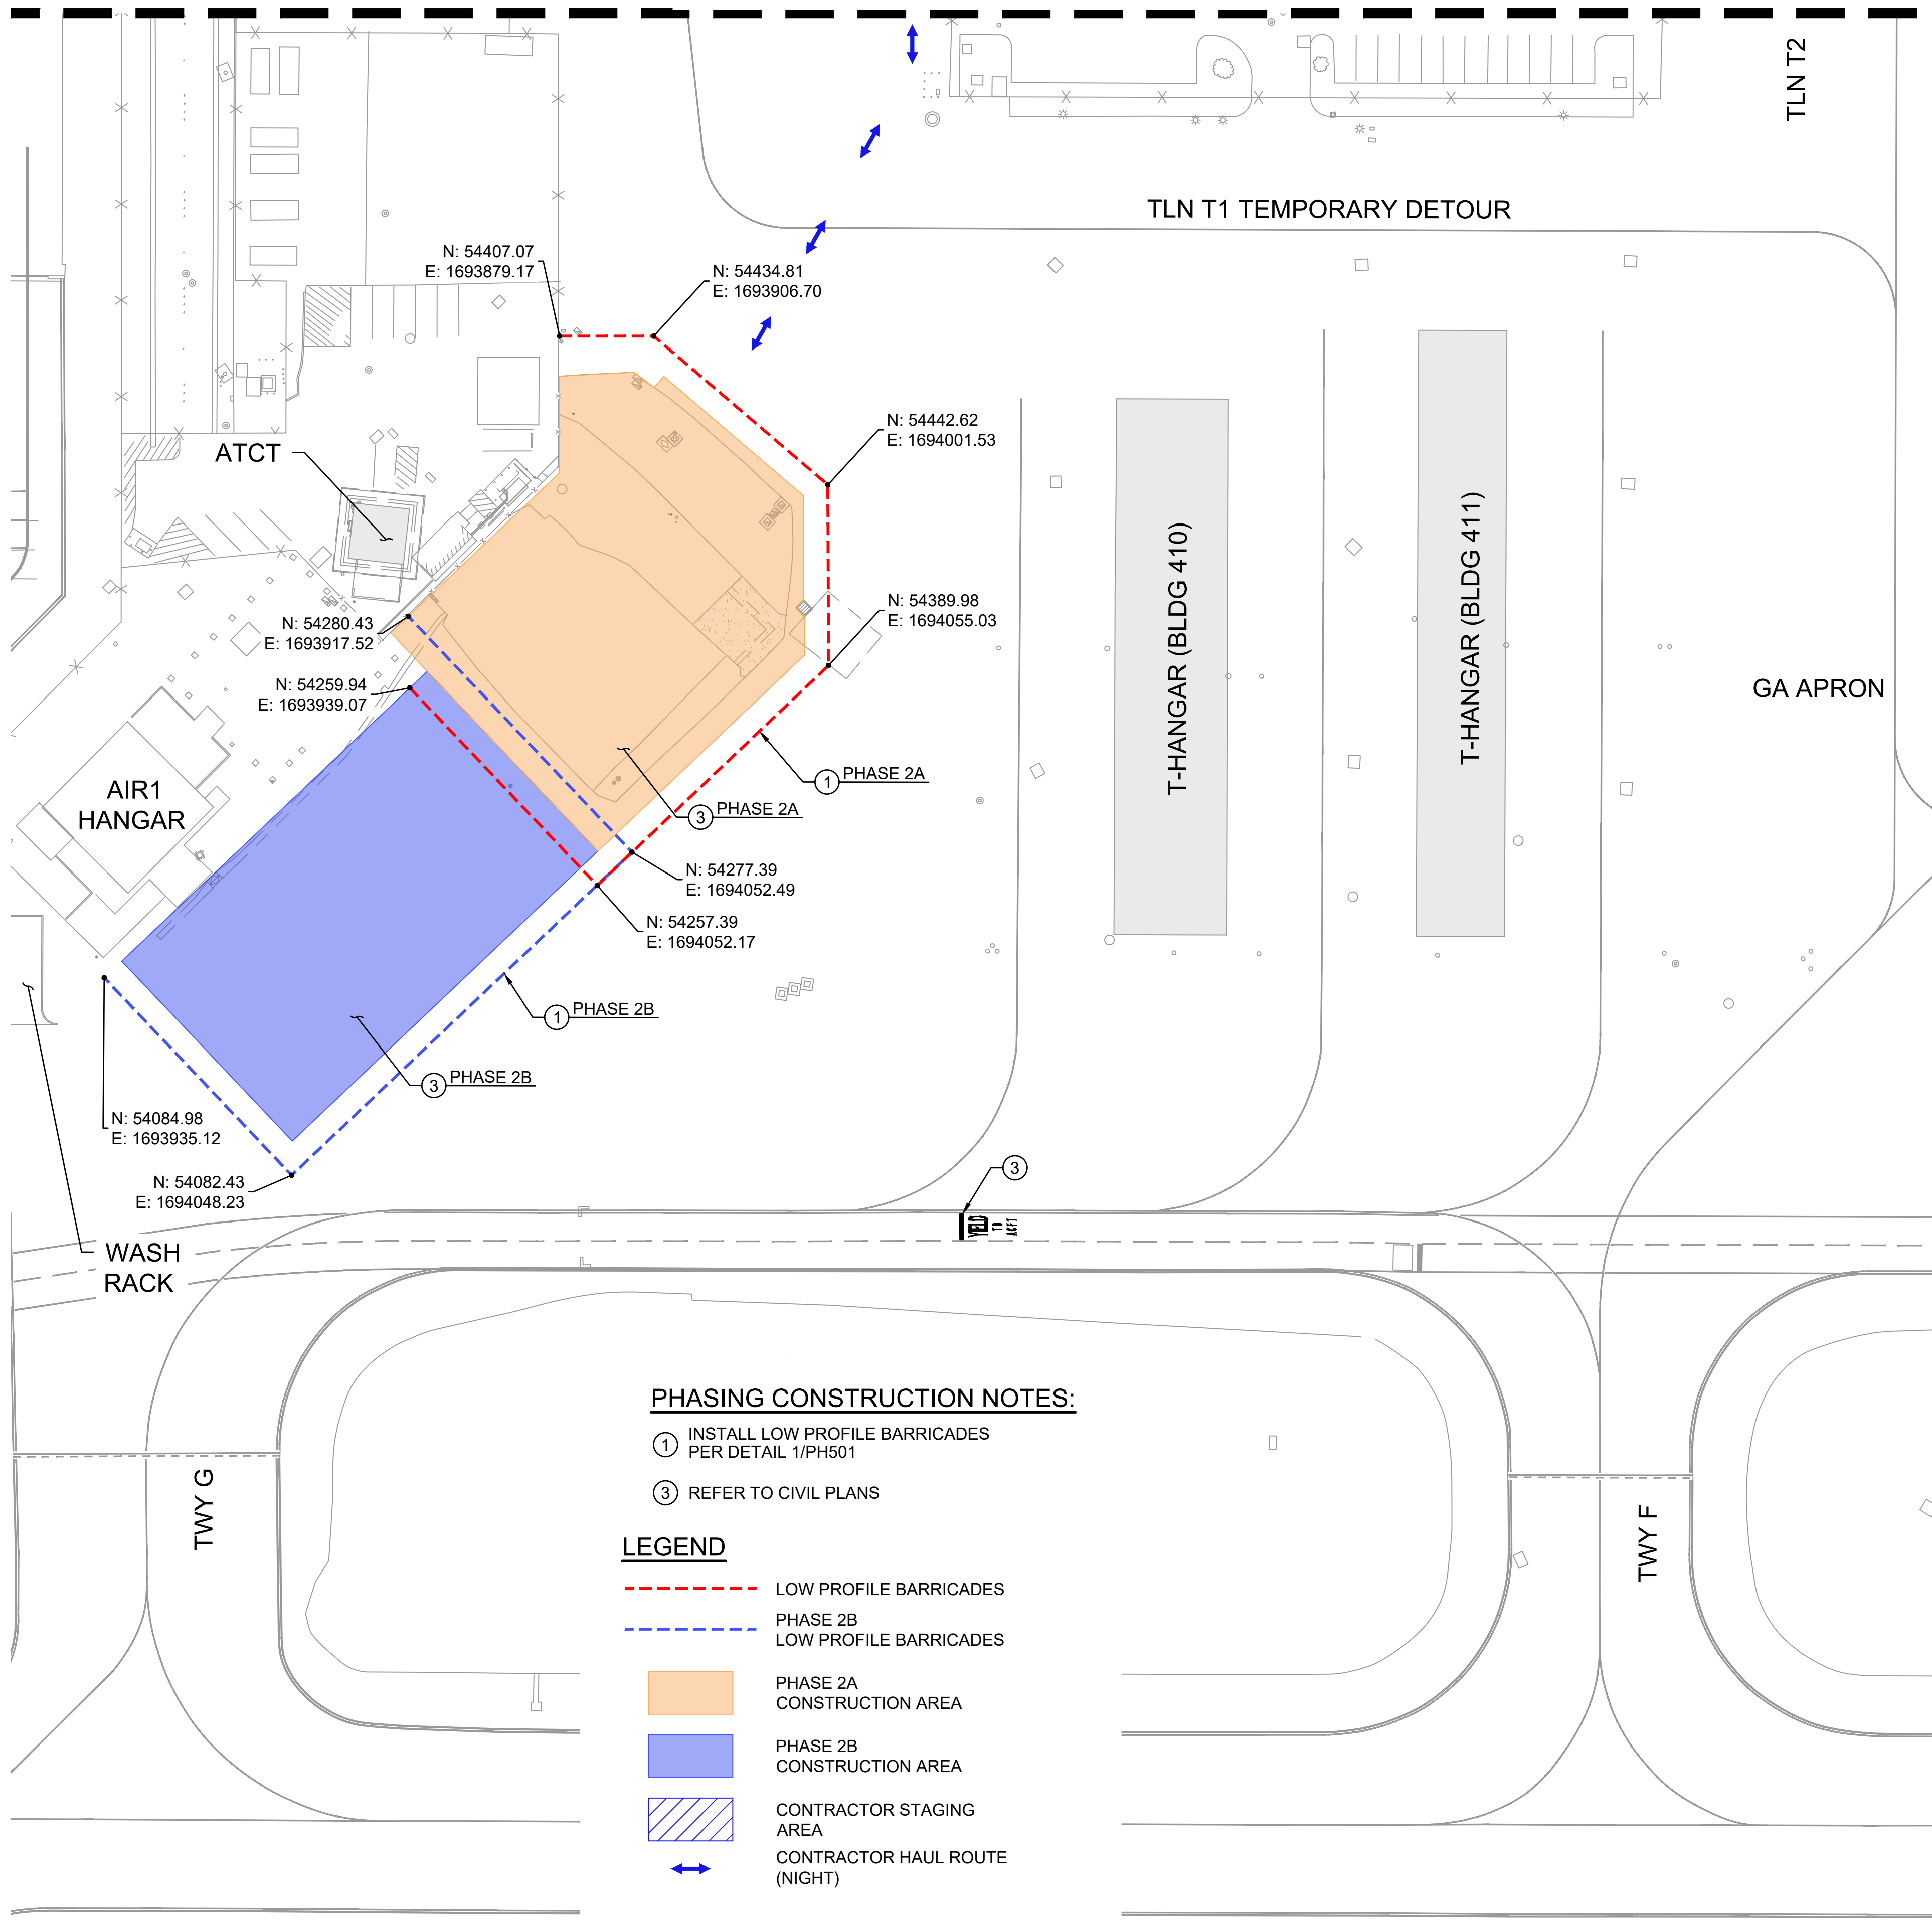 TLN T2
TLN T1 TEMPORARY DETOUR
N: 54407.07
E: 1693879.17
N: 54434.81
E: 1693906.70
N: 54442.62
E: 1694001.53
ATCT
N: 54389.98
E: 1694055.03
N: 54280.43
E: 1693917.52
N: 54259.94
E: 1693939.07
T-HANGAR (BLDG 410)
T-HANGAR (BLDG 411)
GA APRON
AIR1
HANGAR
1 PHASE 2A
3 PHASE 2A
N: 54277.39
E: 1694052.49
N: 54257.39
E: 1694052.17
1 PHASE 2B
3 PHASE 2B
N: 54084.98
E: 1693935.12
N: 54082.43
E: 1694048.23
3
YIELD
TO
ACFT
WASH
RACK
PHASING CONSTRUCTION NOTES:
1 INSTALL LOW PROFILE BARRICADES
PER DETAIL 1/PH501
3 REFER TO CIVIL PLANS
TWY G
TWY F
LEGEND
LOW PROFILE BARRICADES
PHASE 2B
LOW PROFILE BARRICADES
PHASE 2A
CONSTRUCTION AREA
PHASE 2B
CONSTRUCTION AREA
CONTRACTOR STAGING
AREA
CONTRACTOR HAUL ROUTE
(NIGHT)